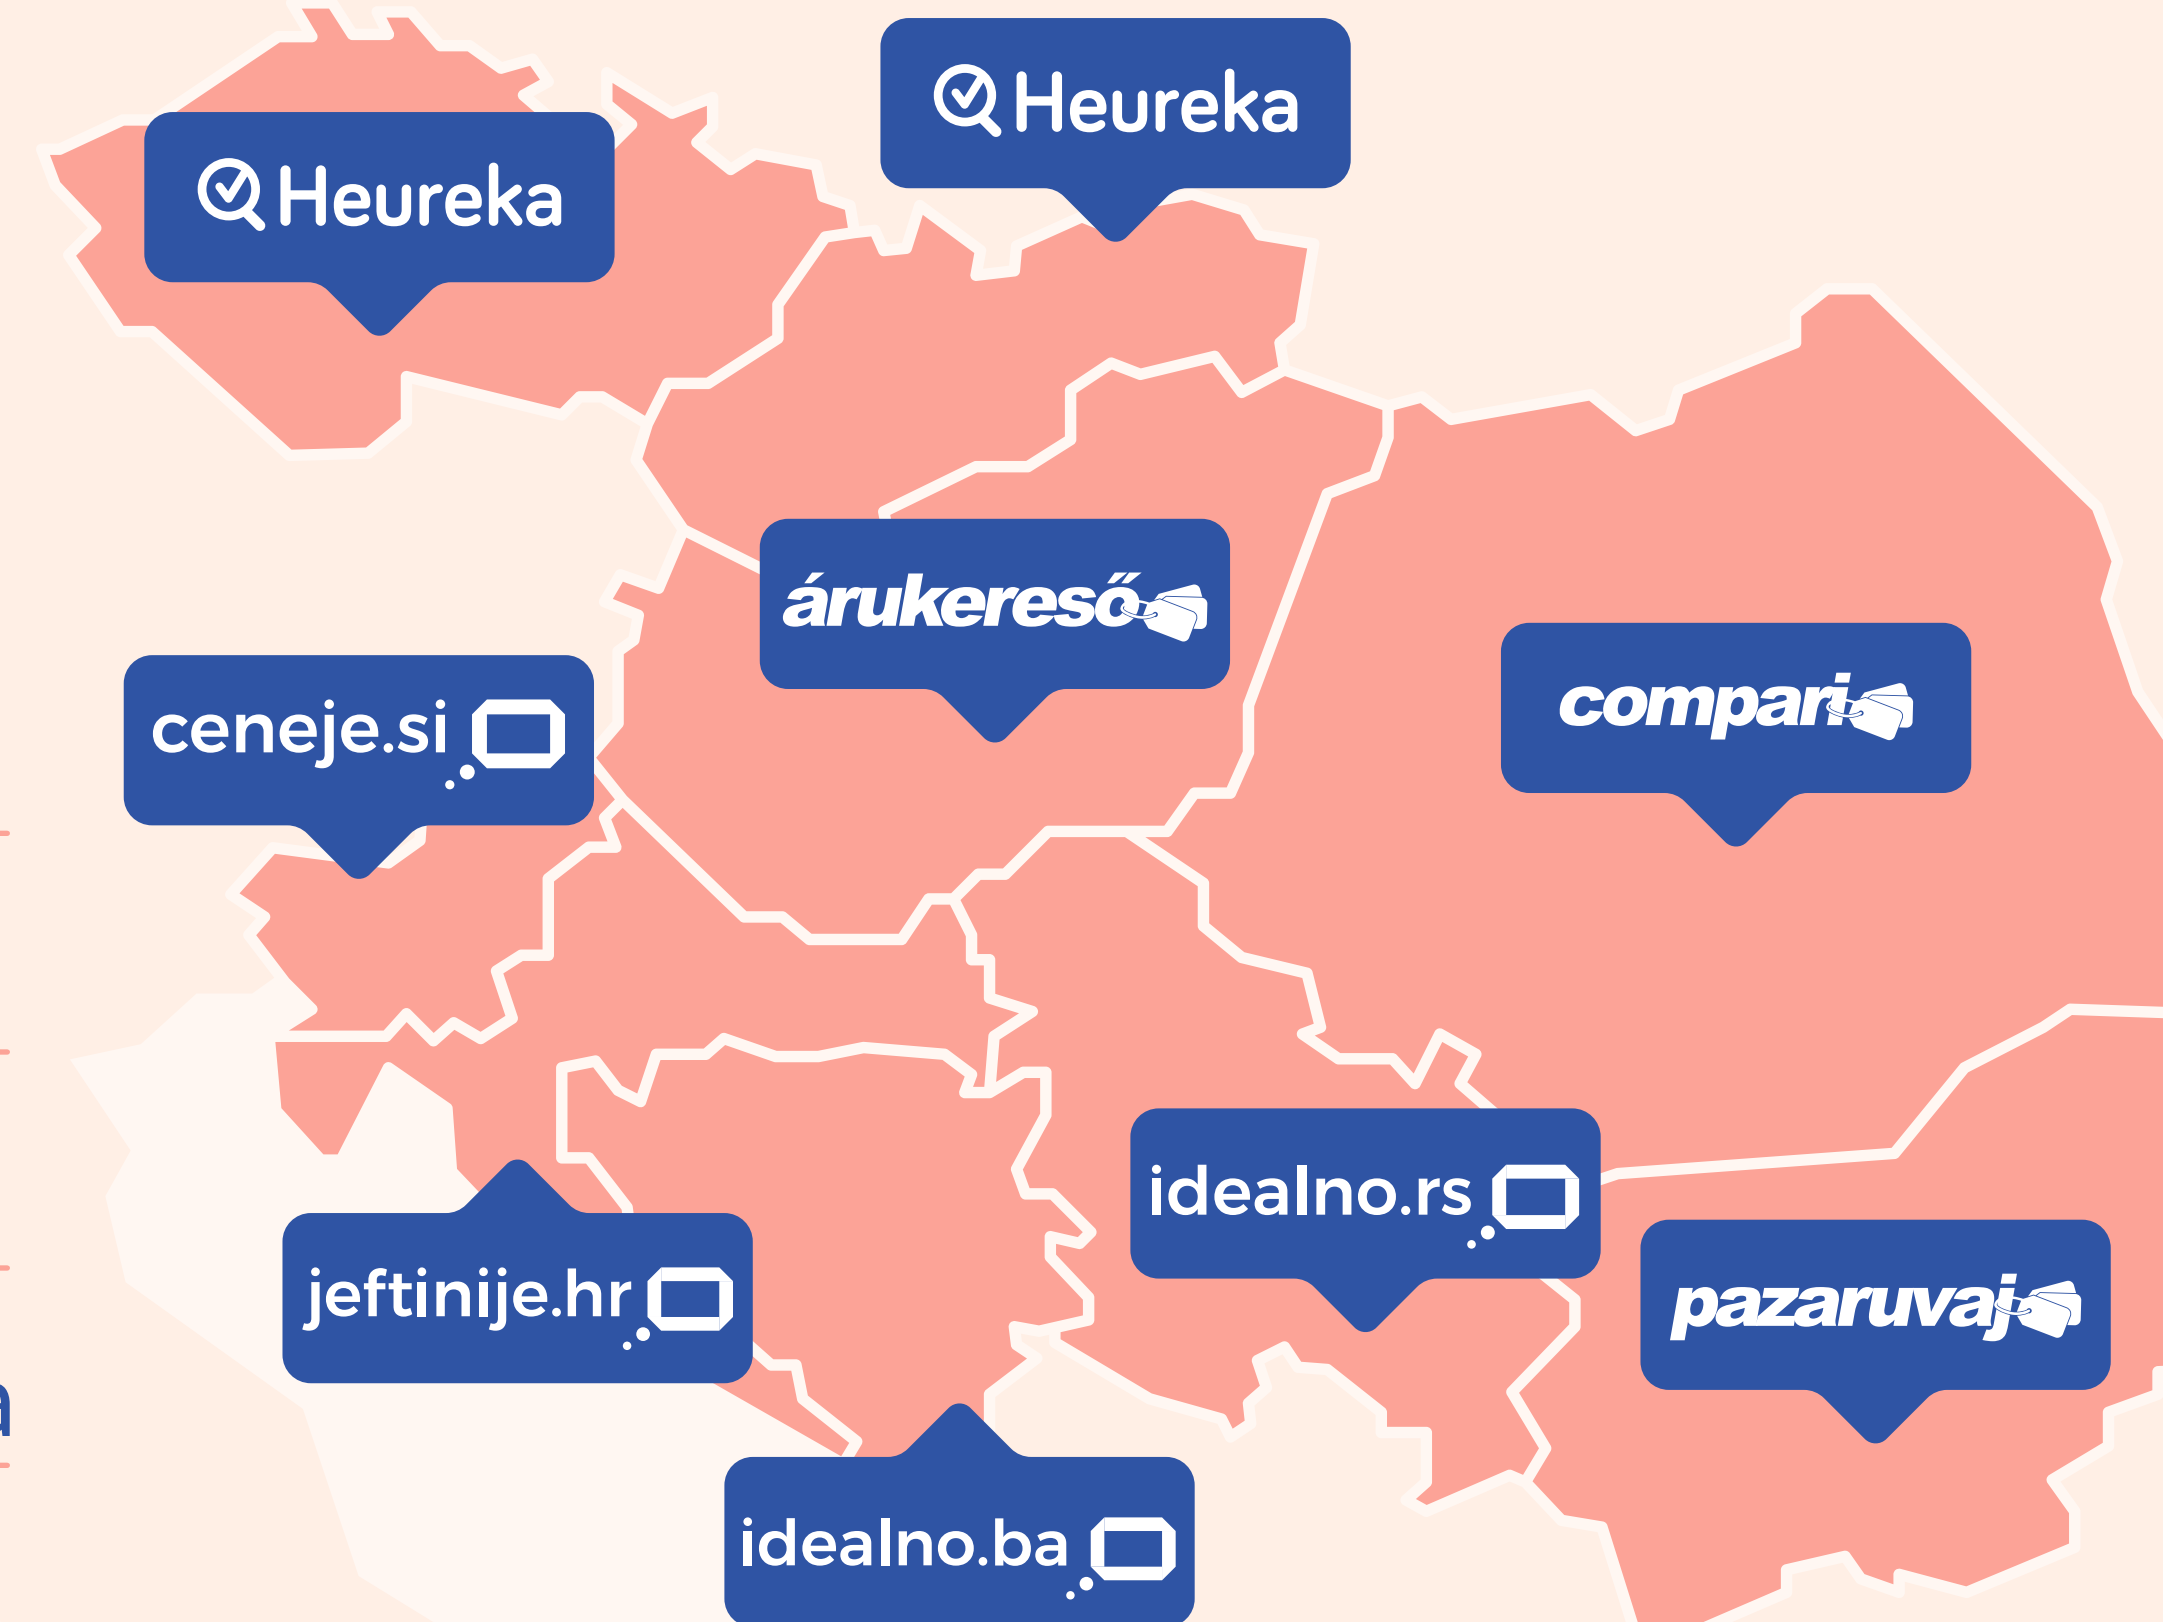 Heureka
Heureka
árukereső
compari
ceneje.si
idealno.rs
pazaruvaj
jeftinije.hr
idealno.ba